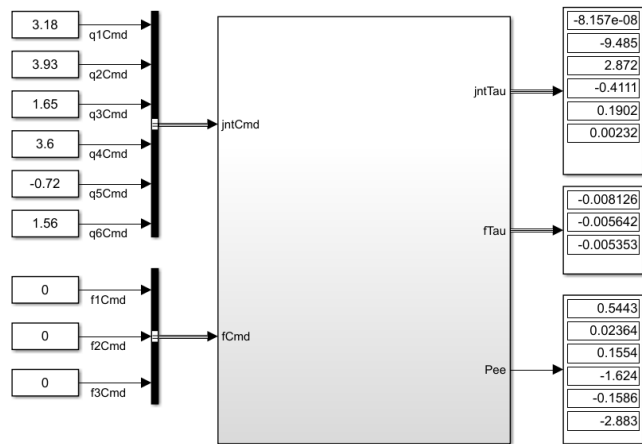 3.18
q1Cmd
3.93
q2Cmd
1.65
q3Cmd
3.6
q4Cmd
-0.72
q5Cmd
1.56
q6Cmd
0
f1Cmd
0
f2Cmd
0
f3Cmd
jntCmd
fCmd
jntTau
fTau
Pee
-8.157e-08
-9.485
2.872
-0.4111
0.1902
0.00232
-0.008126
-0.005642
-0.005353
0.5443
0.02364
0.1554
-1.624
-0.1586
-2.883